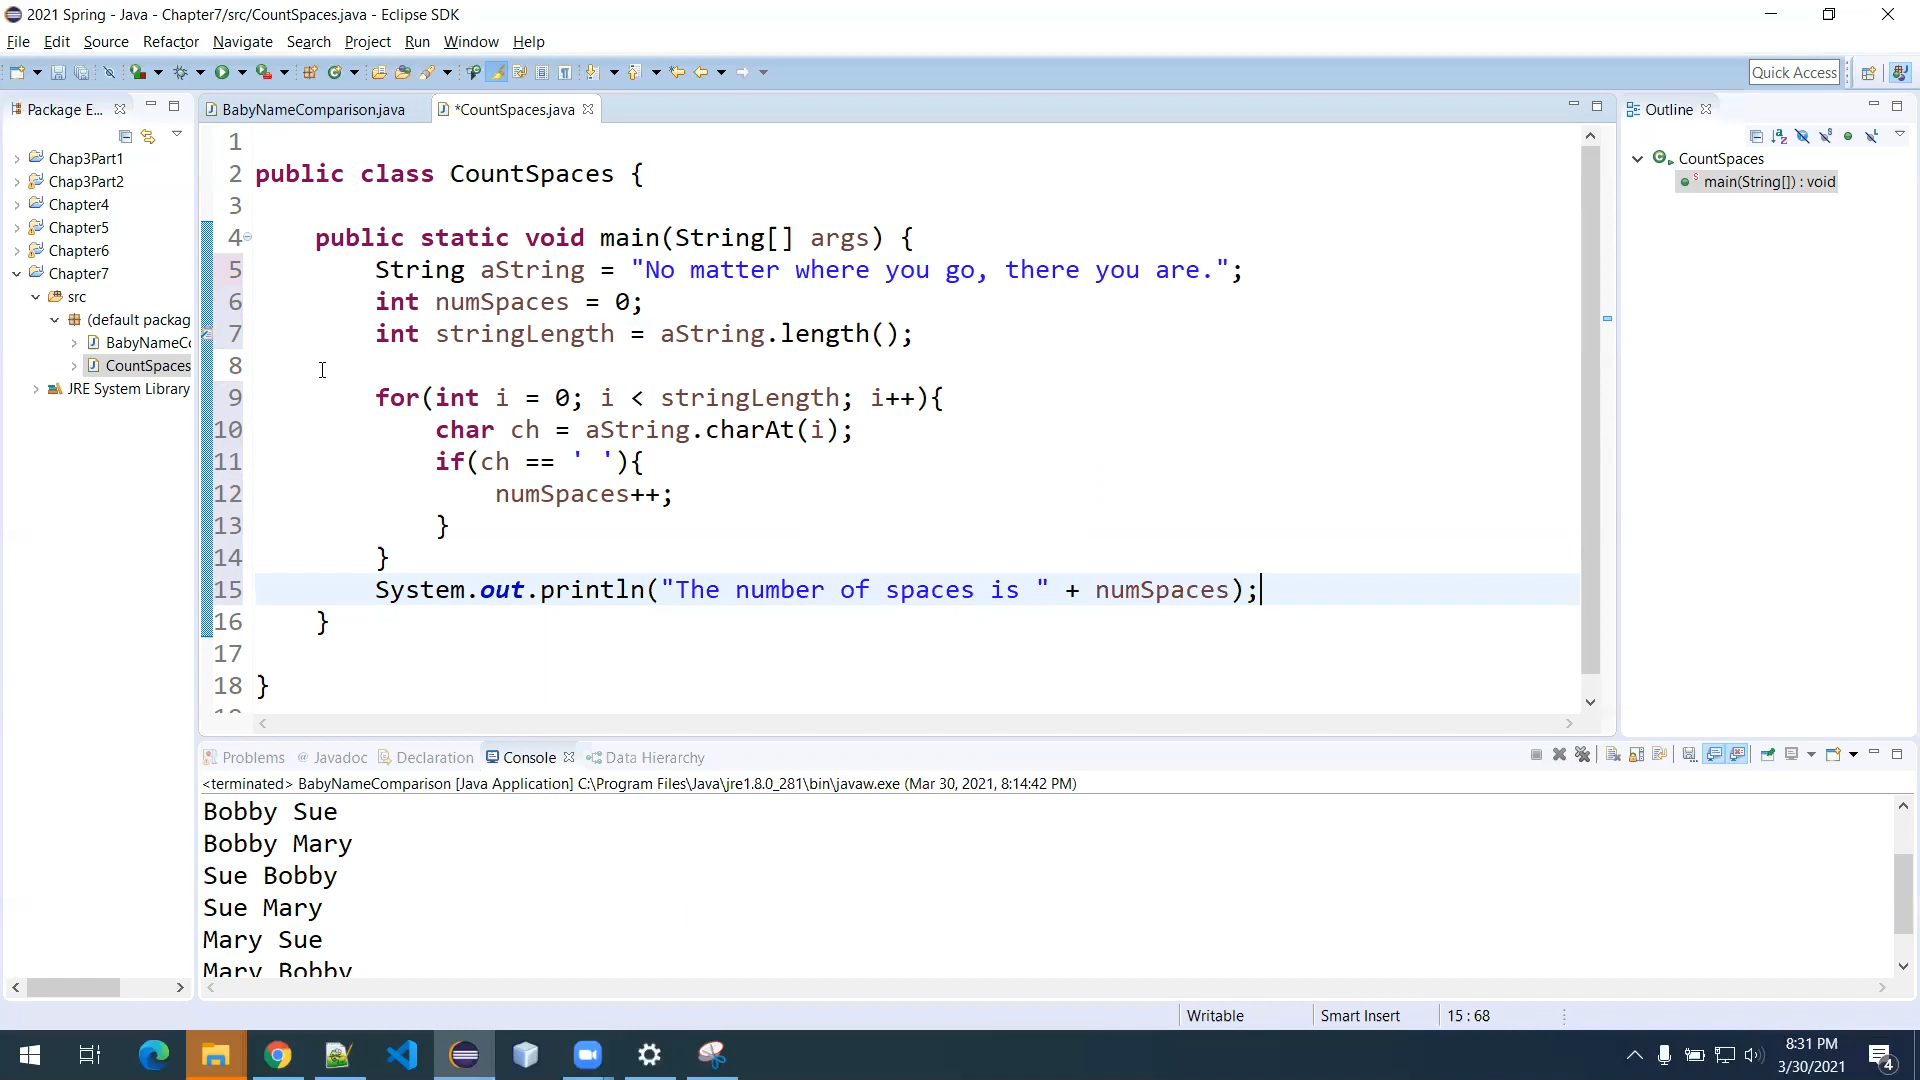 2021 Spring - Java - Chapter7/src/CountSpaces.java - Eclipse SDK
File Edit Source Refactor Navigate Search Project Run Window Help
Quick Access
Package E...
Chap3Part1
Chap3Part2
Chapter4
Chapter5
Chapter6
Chapter7
src
(default packag
BabyNameCo
CountSpaces
JRE System Library
BabyNameComparison.java
*CountSpaces.java
1
2 public class CountSpaces {
3
4 public static void main(String[] args) {
5 String aString = "No matter where you go, there you are.";
6 int numSpaces = 0;
7 int stringLength = aString.length();
8
9 for(int i = 0; i < stringLength; i++){
10 char ch = aString.charAt(i);
11 if(ch == ' '){
12 numSpaces++;
13 }
14 }
15 System.out.println("The number of spaces is " + numSpaces);
16 }
17
18 }
Outline
CountSpaces
main(String[]) : void
Problems @ Javadoc Declaration Console Data Hierarchy
<terminated> BabyNameComparison [Java Application] C:\Program Files\Java\jre1.8.0_281\bin\javaw.exe (Mar 30, 2021, 8:14:42 PM)
Bobby Sue
Bobby Mary
Sue Bobby
Sue Mary
Mary Sue
Mary Bobby
Writable Smart Insert 15 : 68
8:31 PM
3/30/2021
4